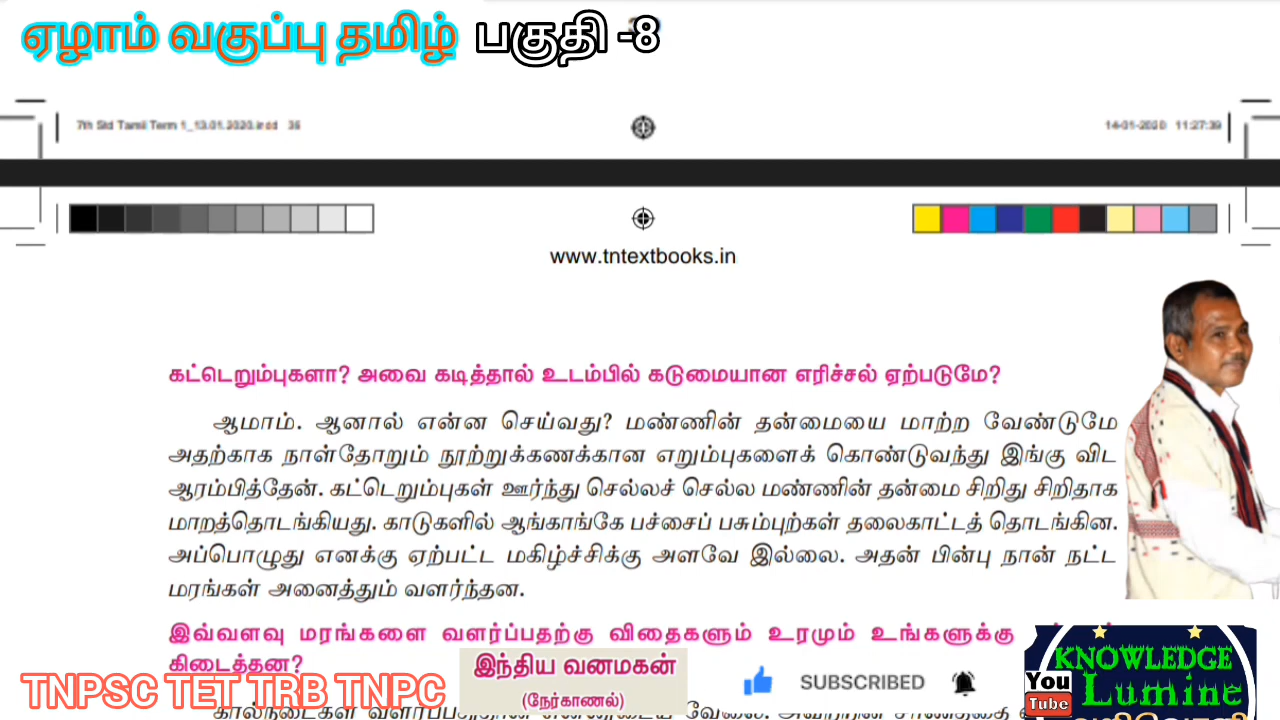 ஏழாம் வகுப்பு தமிழ் பகுதி -8
7th Std Tamil Term 1_13.01.2020.indd 36
14-01-2020 11:27:39
www.tntextbooks.in
கட்டெறும்புகளா? அவை கடித்தால் உடம்பில் கடுமையான எரிச்சல் ஏற்படுமே?
ஆமாம். ஆனால் என்ன செய்வது? மண்ணின் தன்மையை மாற்ற வேண்டுமே
அதற்காக நாள்தோறும் நூற்றுக்கணக்கான எறும்புகளைக் கொண்டுவந்து இங்கு விட
ஆரம்பித்தேன். கட்டெறும்புகள் ஊர்ந்து செல்லச் செல்ல மண்ணின் தன்மை சிறிது சிறிதாக
மாறத்தொடங்கியது. காடுகளில் ஆங்காங்கே பச்சைப் பசும்புற்கள் தலைகாட்டத் தொடங்கின.
அப்பொழுது எனக்கு ஏற்பட்ட மகிழ்ச்சிக்கு அளவே இல்லை. அதன் பின்பு நான் நட்ட
மரங்கள் அனைத்தும் வளர்ந்தன.
இவ்வளவு மரங்களை வளர்ப்பதற்கு விதைகளும் உரமும் உங்களுக்கு
கிடைத்தன?
TNPSC TET TRB TNPC
இந்திய வனமகன்
(நேர்காணல்)
SUBSCRIBED
KNOWLEDGE
You Tube Lumine